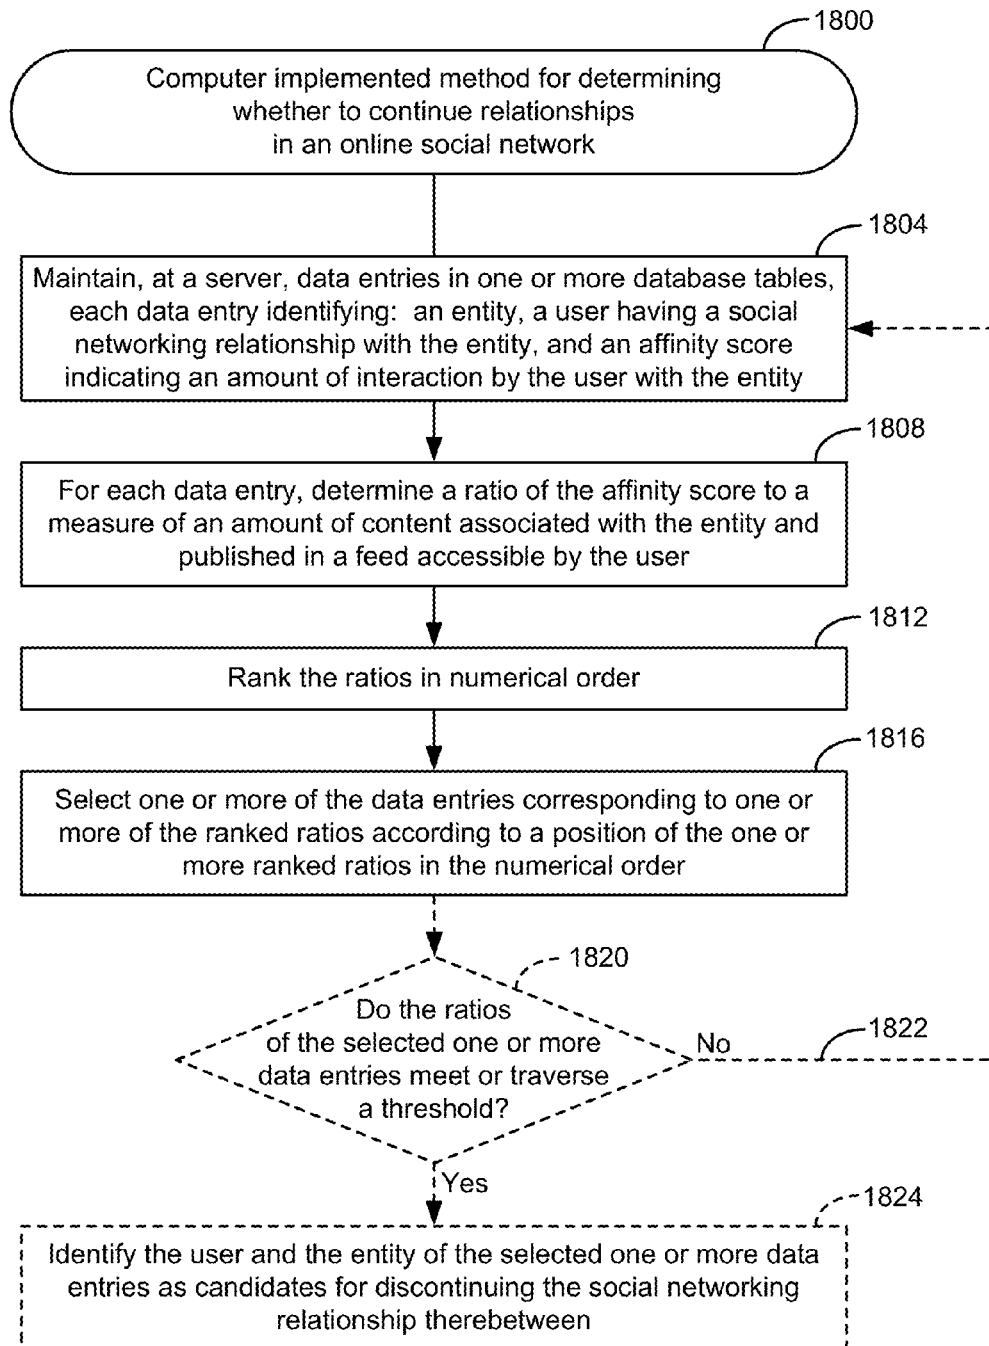 1800
Computer implemented method for determining
whether to continue relationships
in an online social network
1804
Maintain, at a server, data entries in one or more database tables,
each data entry identifying: an entity, a user having a social
networking relationship with the entity, and an affinity score
indicating an amount of interaction by the user with the entity
1808
For each data entry, determine a ratio of the affinity score to a
measure of an amount of content associated with the entity and
published in a feed accessible by the user
1812
Rank the ratios in numerical order
1816
Select one or more of the data entries corresponding to one or
more of the ranked ratios according to a position of the one or
more ranked ratios in the numerical order
1820
Do the ratios
of the selected one or more
data entries meet or traverse
a threshold?
No
1822
Yes
1824
Identify the user and the entity of the selected one or more data
entries as candidates for discontinuing the social networking
relationship therebetween